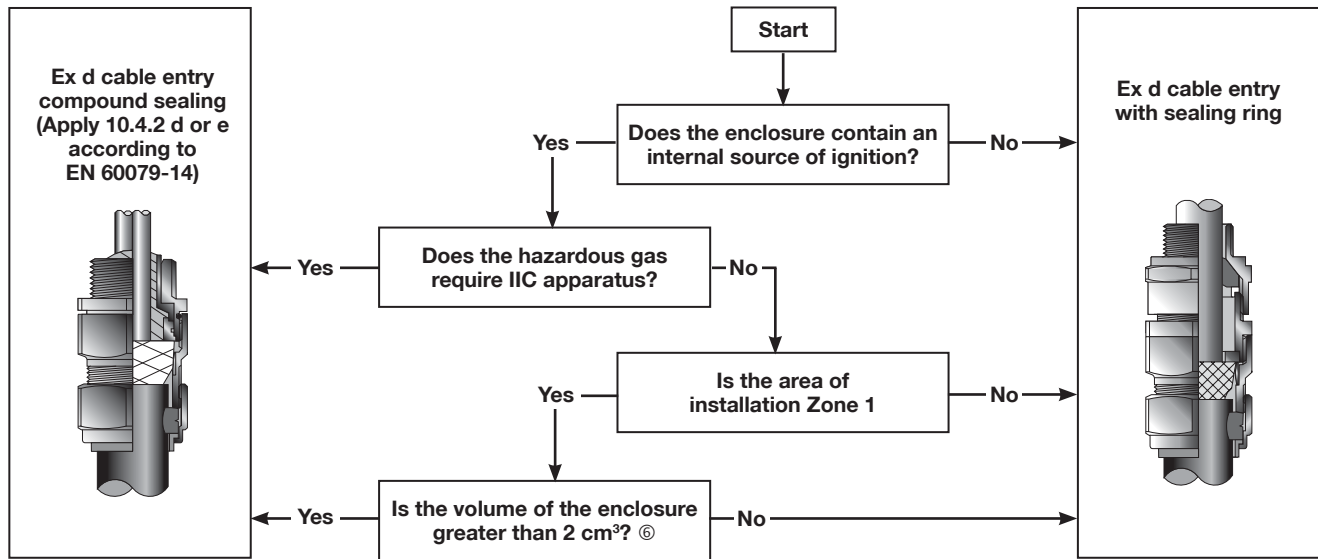 Start
Ex d cable entry
compound sealing
(Apply 10.4.2 d or e
according to
EN 60079-14)
Ex d cable entry
with sealing ring
Yes
Does the enclosure contain an
internal source of ignition?
No
Yes
Does the hazardous gas
require IIC apparatus?
No
Yes
Is the area of
installation Zone 1
No
Yes
Is the volume of the enclosure
greater than 2 cm³? ⑥
No